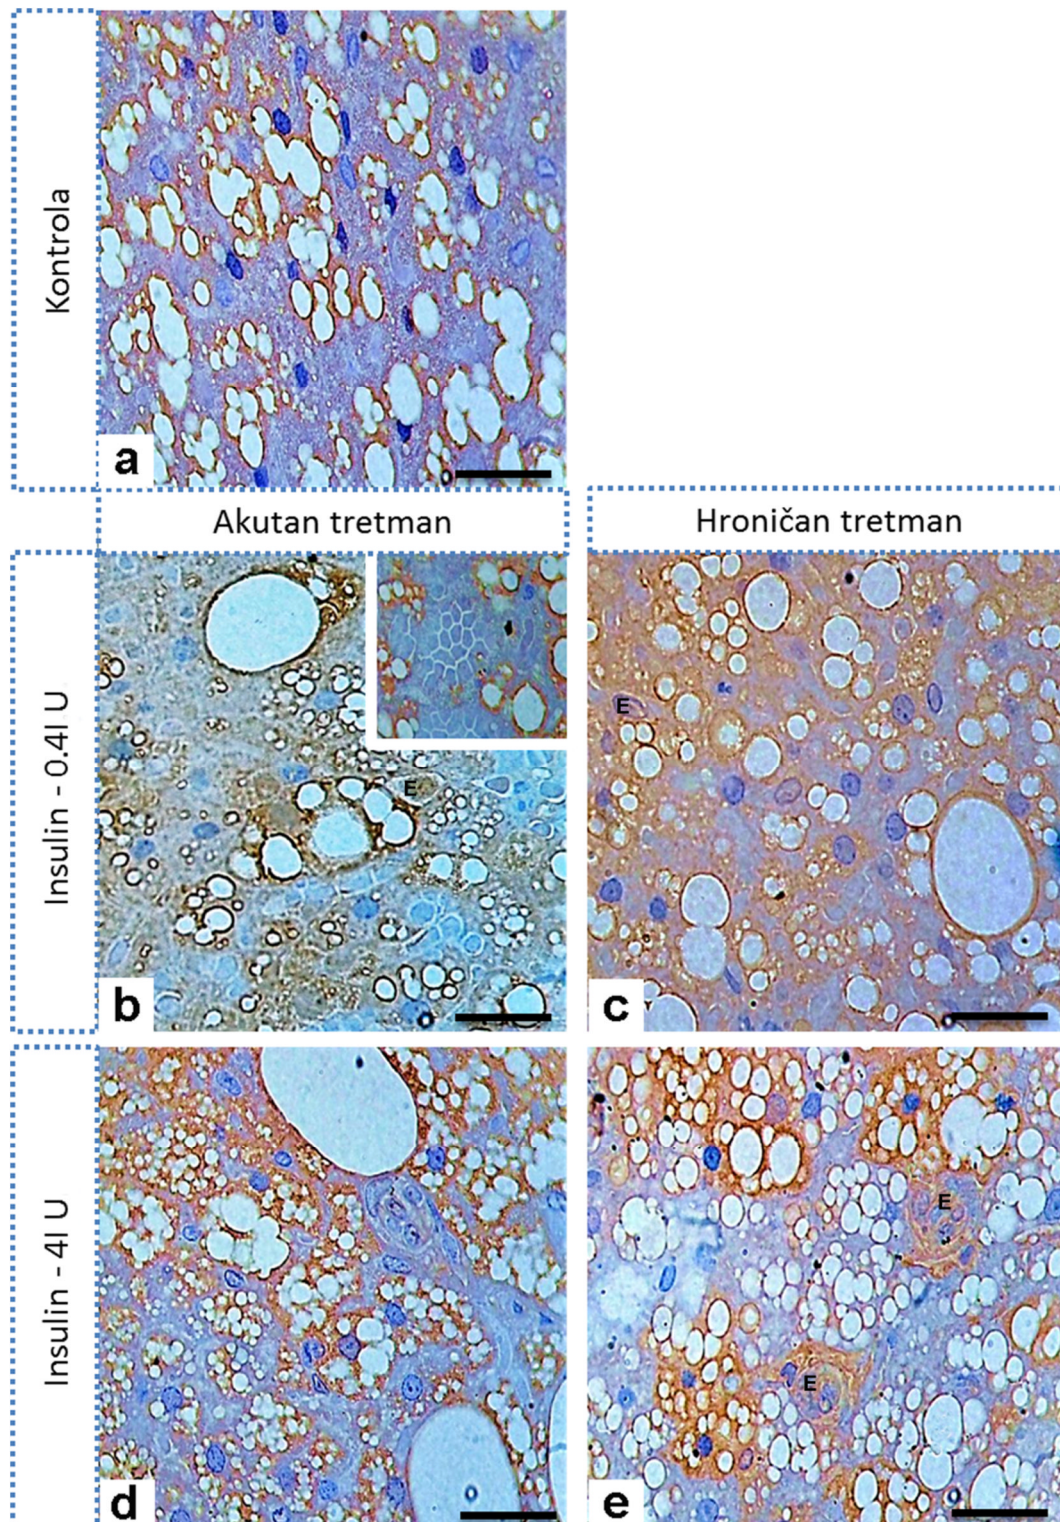 Kontrola
a
Akutan tretman
Hroničan tretman
Insulin - 0.4I U
E
b
E
c
Insulin - 4I U
d
E
E
e